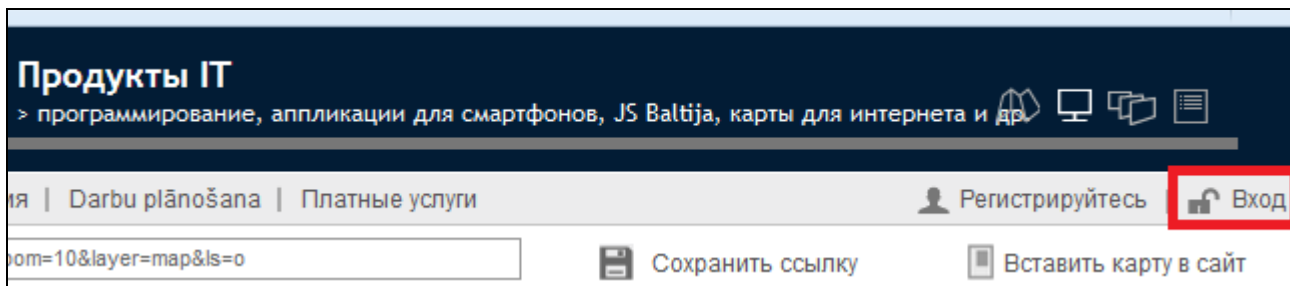 Продукты IT
> программирование, аппликации для смартфонов, JS Baltija, карты для интернета и др.
ия | Darbu plānošana | Платные услуги Регистрируйтесь | Вход
oom=10&layer=map&ls=o Сохранить ссылку Вставить карту в сайт